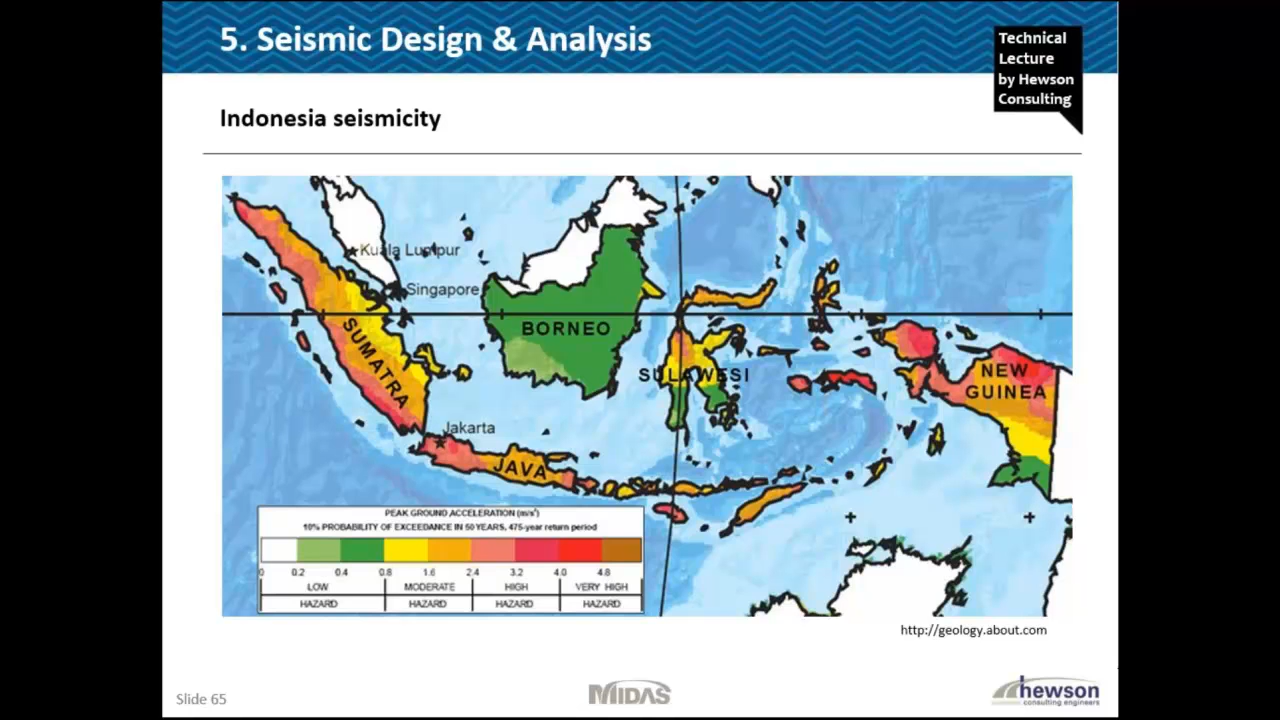 5. Seismic Design & Analysis
Technical
Lecture
by Hewson
Consulting
Indonesia seismicity
Kuala Lumpur
Singapore
BORNEO
SUMATRA
SULAWESI
NEW
GUINEA
Jakarta
JAVA
PEAK GROUND ACCELERATION (m/s²)
10% PROBABILITY OF EXCEEDANCE IN 50 YEARS, 475-year return period
0 0.2 0.4 0.8 1.6 2.4 3.2 4.0 4.8
LOW MODERATE HIGH VERY HIGH
HAZARD HAZARD HAZARD HAZARD
http://geology.about.com
Slide 65
MIDAS
hewson
consulting engineers